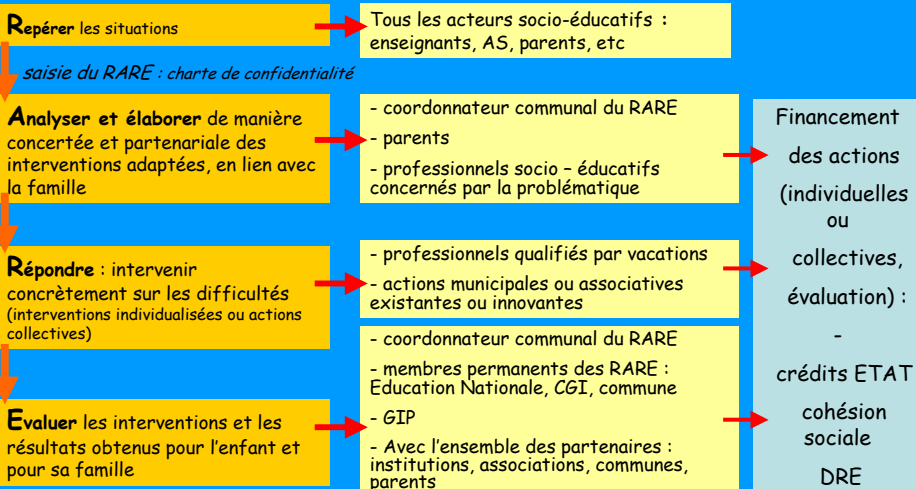 Repérer les situations
Tous les acteurs socio-éducatifs :
enseignants, AS, parents, etc
saisie du RARE : charte de confidentialité
Analyser et élaborer de manière
concertée et partenariale des
interventions adaptées, en lien avec
la famille
- coordonnateur communal du RARE
- parents
- professionnels socio – éducatifs
concernés par la problématique
Répondre : intervenir
concrètement sur les difficultés
(interventions individualisées ou actions
collectives)
- professionnels qualifiés par vacations
- actions municipales ou associatives
existantes ou innovantes
Evaluer les interventions et les
résultats obtenus pour l'enfant et
pour sa famille
- coordonnateur communal du RARE
- membres permanents des RARE :
Education Nationale, CGI, commune
- GIP
- Avec l'ensemble des partenaires :
institutions, associations, communes,
parents
Financement
des actions
(individuelles
ou
collectives,
évaluation) :
-
crédits ETAT
cohésion
sociale
DRE